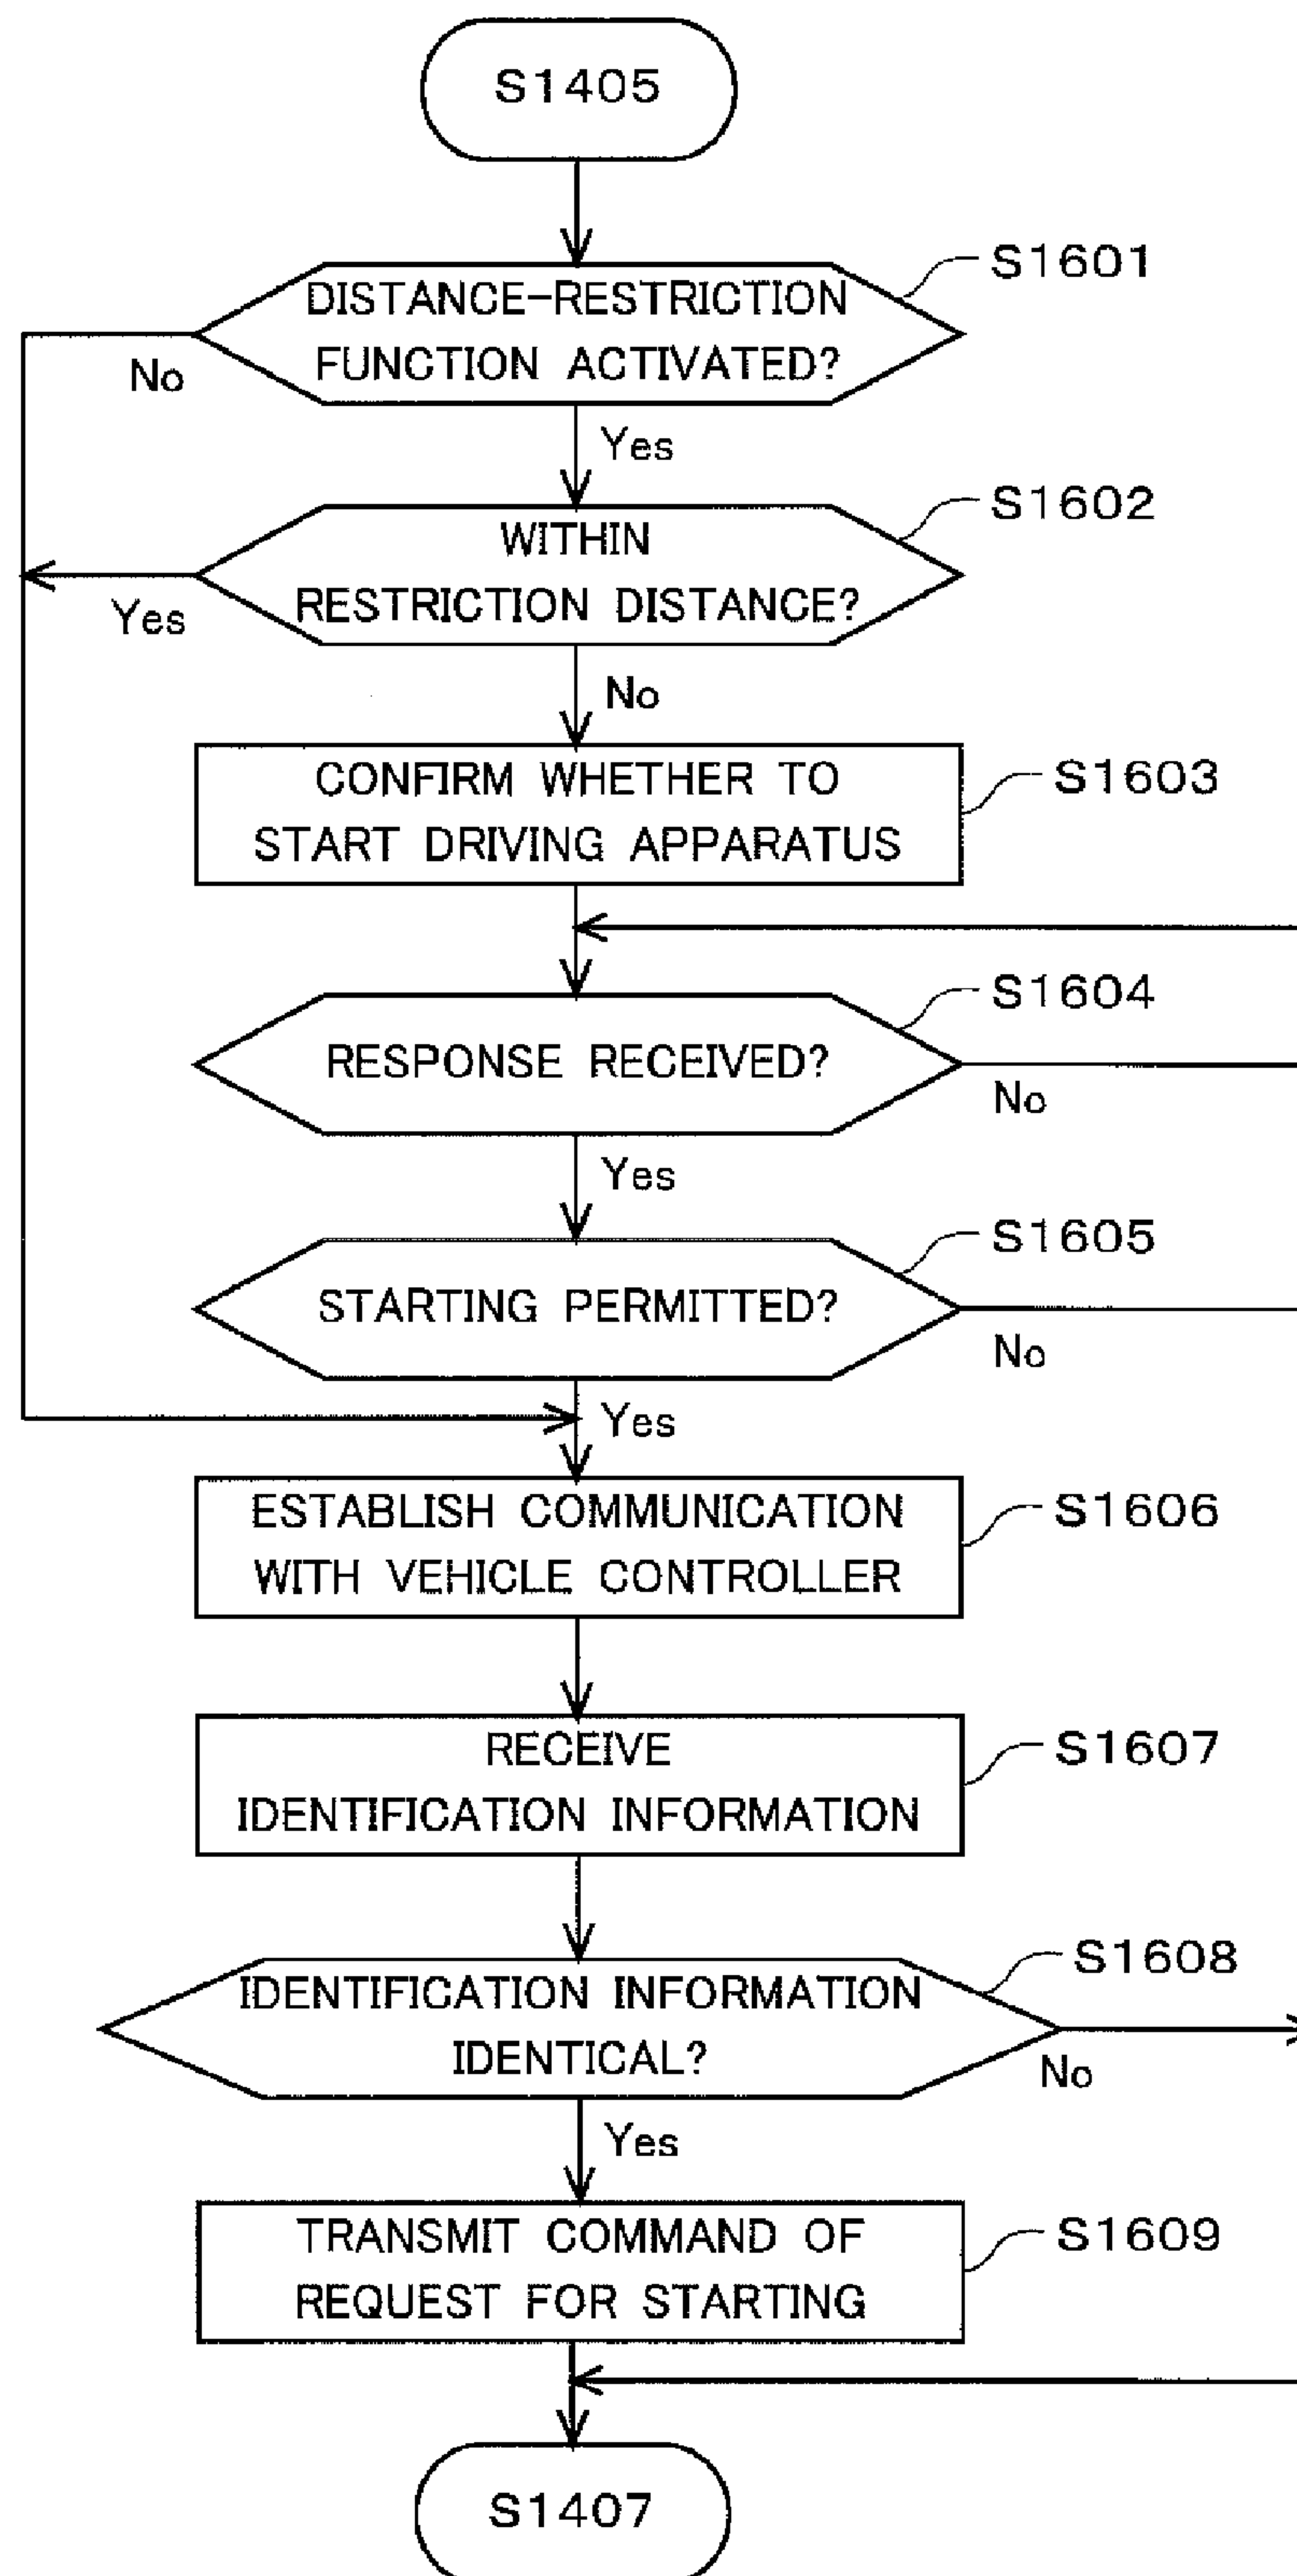 S1405
S1601
DISTANCE-RESTRICTION
FUNCTION ACTIVATED?
No
Yes
S1602
WITHIN
RESTRICTION DISTANCE?
Yes
No
S1603
CONFIRM WHETHER TO
START DRIVING APPARATUS
S1604
RESPONSE RECEIVED?
No
Yes
S1605
STARTING PERMITTED?
No
Yes
S1606
ESTABLISH COMMUNICATION
WITH VEHICLE CONTROLLER
S1607
RECEIVE
IDENTIFICATION INFORMATION
S1608
IDENTIFICATION INFORMATION
IDENTICAL?
No
Yes
S1609
TRANSMIT COMMAND OF
REQUEST FOR STARTING
S1407